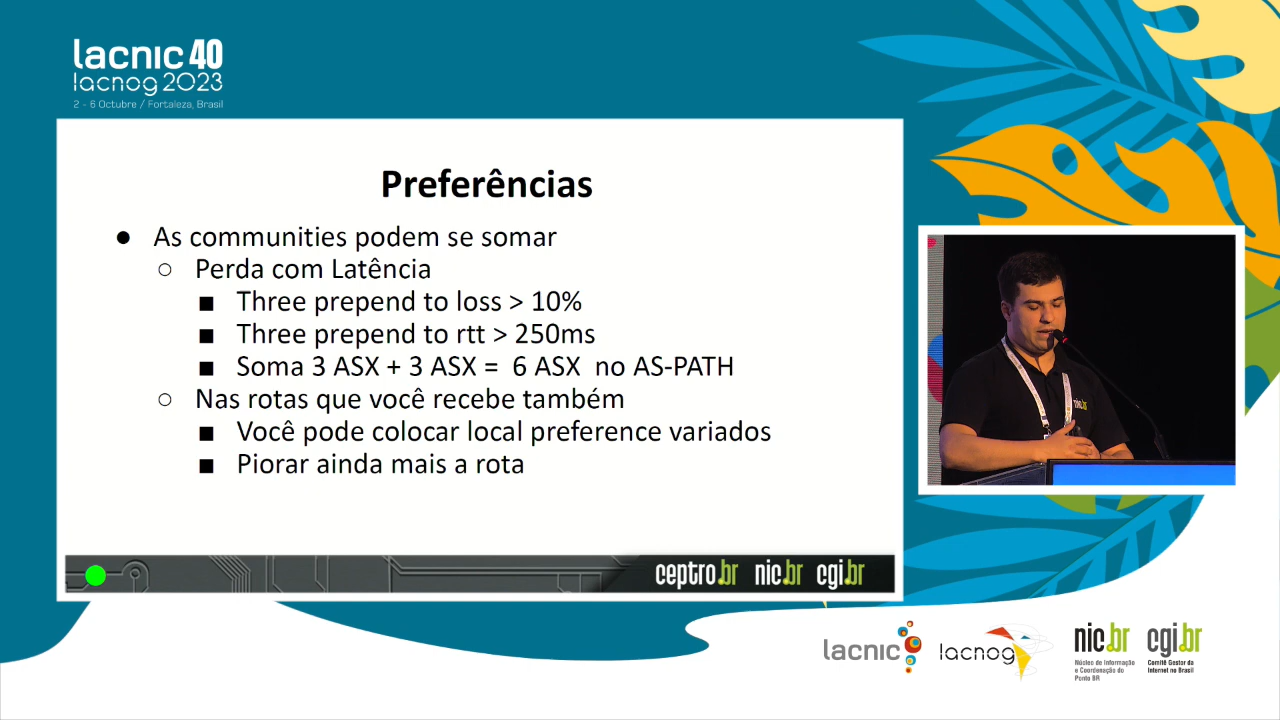 lacnic 40
lacnog 2023
2 - 6 Octubre / Fortaleza, Brasil
Preferências
● As communities podem se somar
○ Perda com Latência
■ Three prepend to loss > 10%
■ Three prepend to rtt > 250ms
■ Soma 3 ASX + 3 ASX = 6 ASX no AS-PATH
○ Nas rotas que você recebe também
■ Você pode colocar local preference variados
■ Piorar ainda mais a rota
ceptro.br nic.br cgi.br
nic.br
lacnic lacnog nic.br cgi.br
Núcleo de Informação
e Coordenação do
Ponto BR
Comitê Gestor da
Internet no Brasil